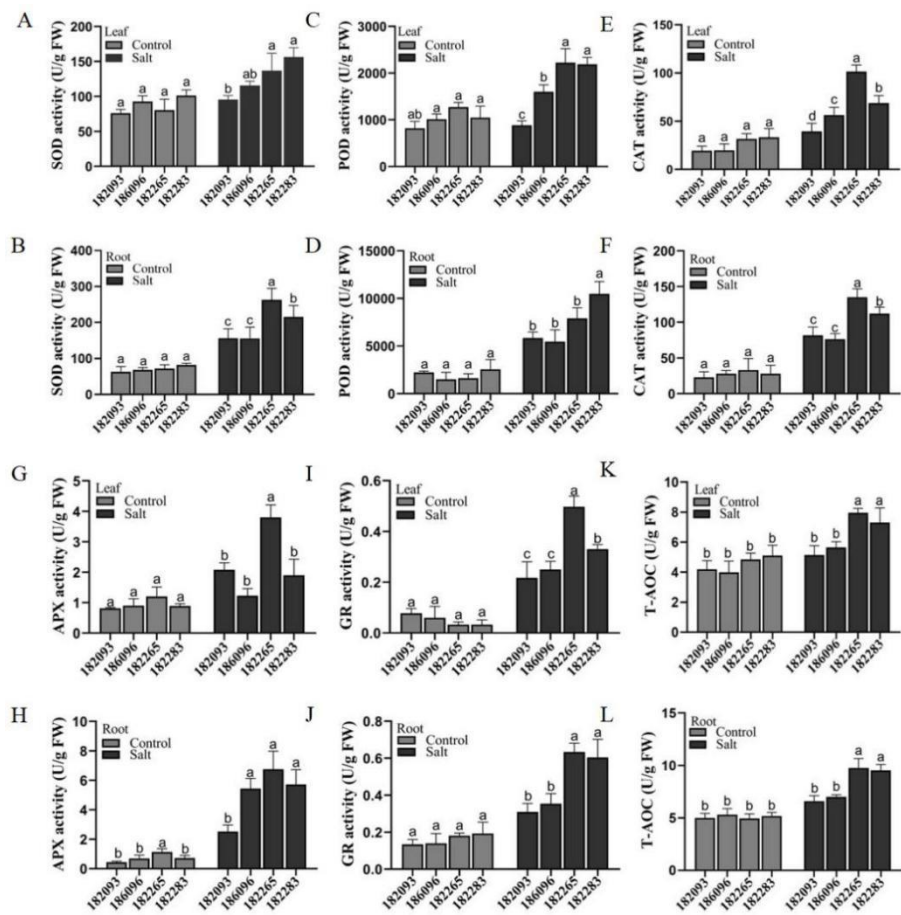 A
SOD activity (U/g FW)
200
150
100
50
0
Leaf
Control
Salt
a a a a b ab a a
182093 186096 182265 182283 182093 186096 182265 182283
C
POD activity (U/g FW)
3000
2000
1000
0
Leaf
Control
Salt
ab a a a c b a a
182093 186096 182265 182283 182093 186096 182265 182283
E
CAT activity (U/g FW)
150
100
50
0
Leaf
Control
Salt
a a a a d c a b
182093 186096 182265 182283 182093 186096 182265 182283
B
SOD activity (U/g FW)
400
300
200
100
0
Root
Control
Salt
a a a a c c a b
182093 186096 182265 182283 182093 186096 182265 182283
D
POD activity (U/g FW)
15000
10000
5000
0
Root
Control
Salt
a a a a b b b a
182093 186096 182265 182283 182093 186096 182265 182283
F
CAT activity (U/g FW)
200
150
100
50
0
Root
Control
Salt
a a a a c c a b
182093 186096 182265 182283 182093 186096 182265 182283
G
APX activity (U/g FW)
5
4
3
2
1
0
Leaf
Control
Salt
a a a a b b a b
182093 186096 182265 182283 182093 186096 182265 182283
I
GR activity (U/g FW)
0.6
0.4
0.2
0.0
Leaf
Control
Salt
a a a a c c a b
182093 186096 182265 182283 182093 186096 182265 182283
K
T-AOC (U/g FW)
10
8
6
4
2
0
Leaf
Control
Salt
b b b b b b a a
182093 186096 182265 182283 182093 186096 182265 182283
H
APX activity (U/g FW)
10
8
6
4
2
0
Root
Control
Salt
b b a b b a a a
182093 186096 182265 182283 182093 186096 182265 182283
J
GR activity (U/g FW)
0.8
0.6
0.4
0.2
0.0
Root
Control
Salt
a a a a b b a a
182093 186096 182265 182283 182093 186096 182265 182283
L
T-AOC (U/g FW)
15
10
5
0
Root
Control
Salt
b b b b b b a a
182093 186096 182265 182283 182093 186096 182265 182283